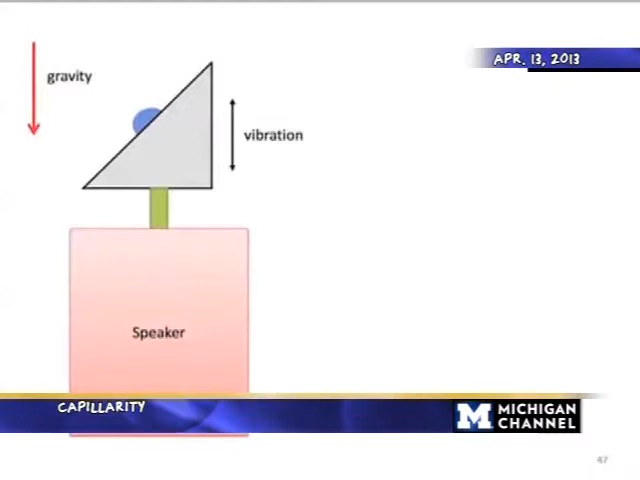 gravity
APR. 13, 2013
vibration
Speaker
CAPILLARITY
M MICHIGAN
CHANNEL
47